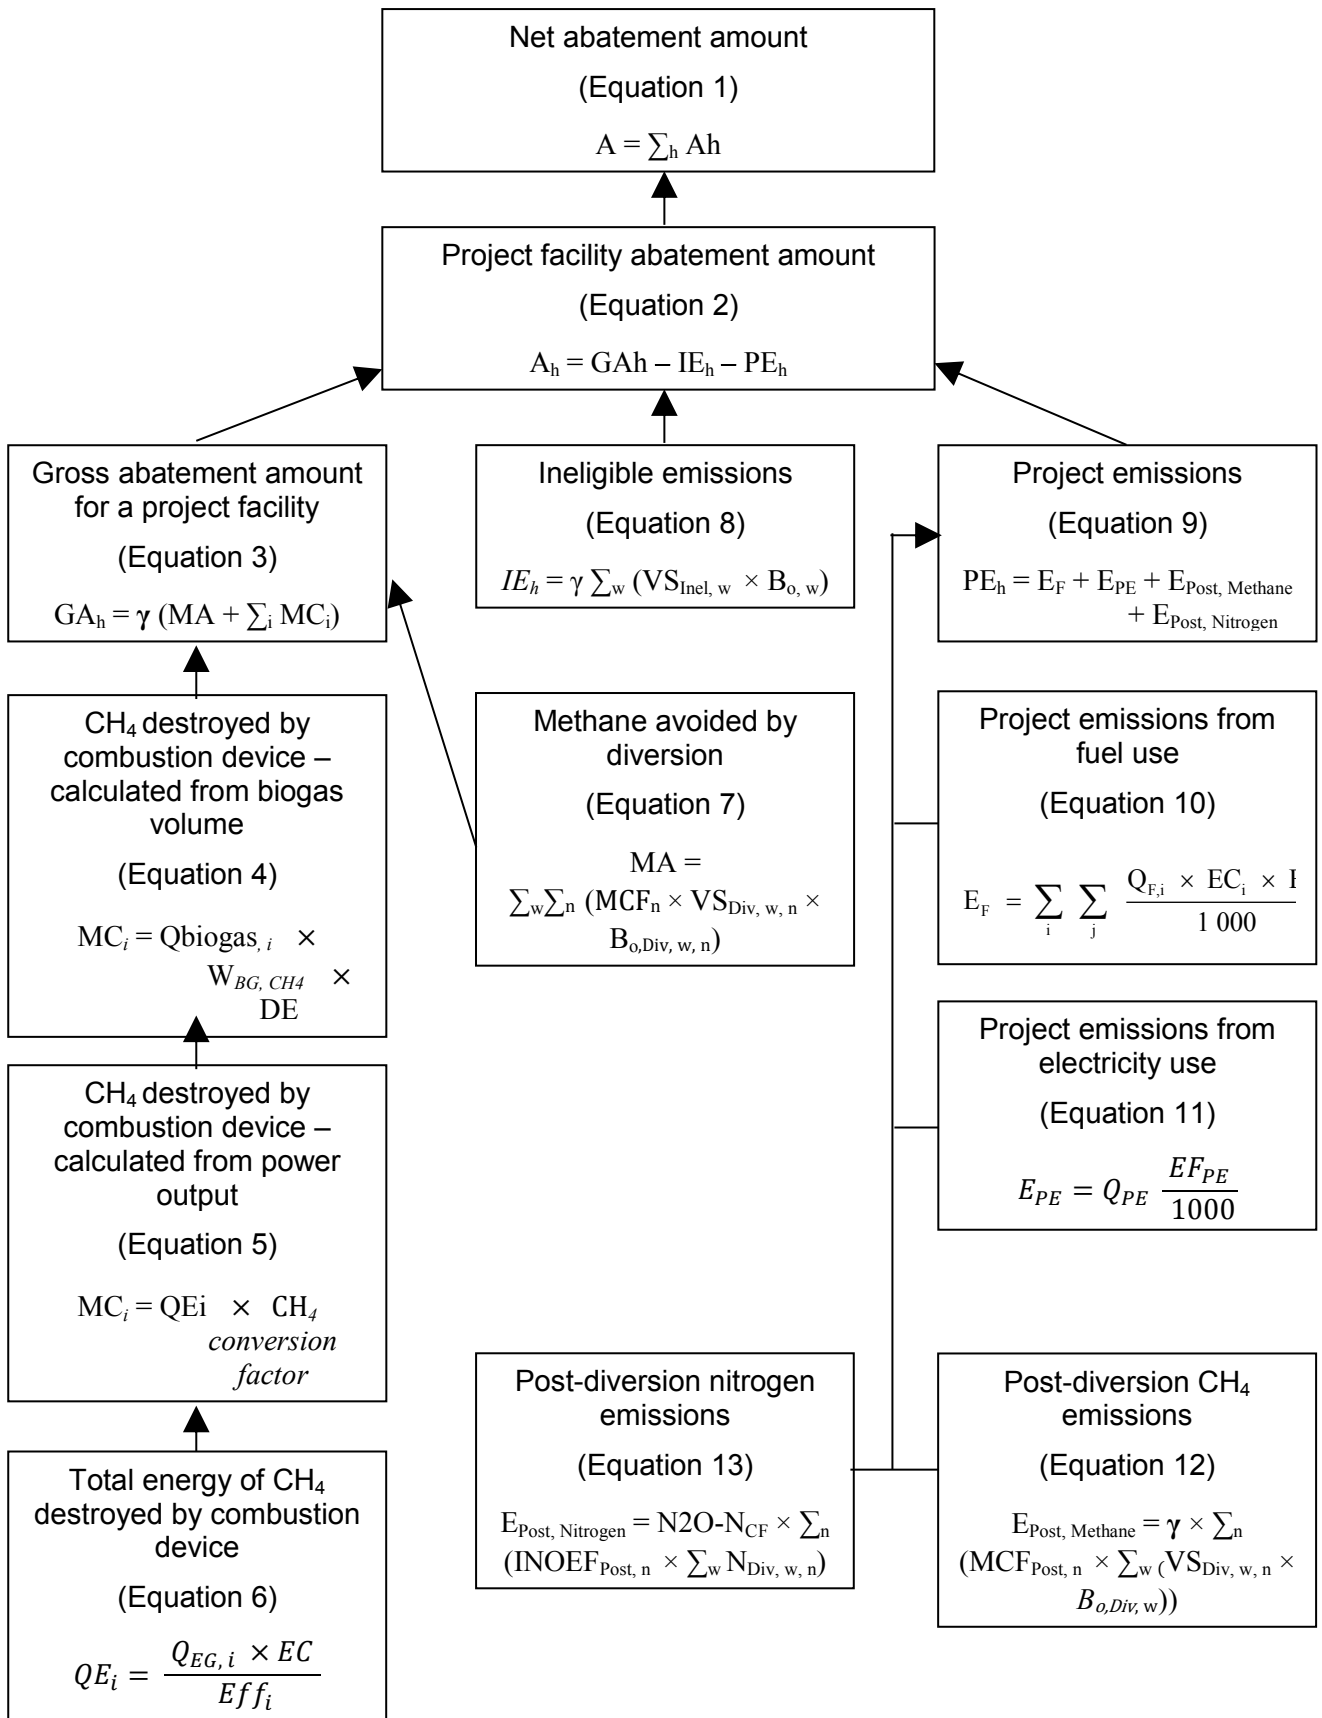 Net abatement amount
(Equation 1)
A = ∑h Ah
Project facility abatement amount
(Equation 2)
Ah = GAh – IEh – PEh
Gross abatement amount
for a project facility
(Equation 3)
GAh = γ (MA + ∑i MCi)
Ineligible emissions
(Equation 8)
IEh = γ ∑w (VSInel, w × Bo, w)
Project emissions
(Equation 9)
PEh = EF + EPE + EPost, Methane
+ EPost, Nitrogen
CH4 destroyed by
combustion device –
calculated from biogas
volume
(Equation 4)
MCi = Qbiogas, i ×
WBG, CH4 ×
DE
Methane avoided by
diversion
(Equation 7)
MA =
∑w∑n (MCFn × VSDiv, w, n ×
Bo,Div, w, n)
Project emissions from
fuel use
(Equation 10)
EF = ∑i ∑j QF,i × ECi ×
1 000
CH4 destroyed by
combustion device –
calculated from power
output
(Equation 5)
MCi = QEi × CH4
conversion
factor
Project emissions from
electricity use
(Equation 11)
EPE = QPE EFPE
1000
Total energy of CH4
destroyed by combustion
device
(Equation 6)
QEi = QEG, i × EC
Effi
Post-diversion nitrogen
emissions
(Equation 13)
EPost, Nitrogen = N2O-NCF × ∑n
(INOEFPost, n × ∑w NDiv, w, n)
Post-diversion CH4
emissions
(Equation 12)
EPost, Methane = γ × ∑n
(MCFPost, n × ∑w (VSDiv, w, n ×
Bo,Div, w))